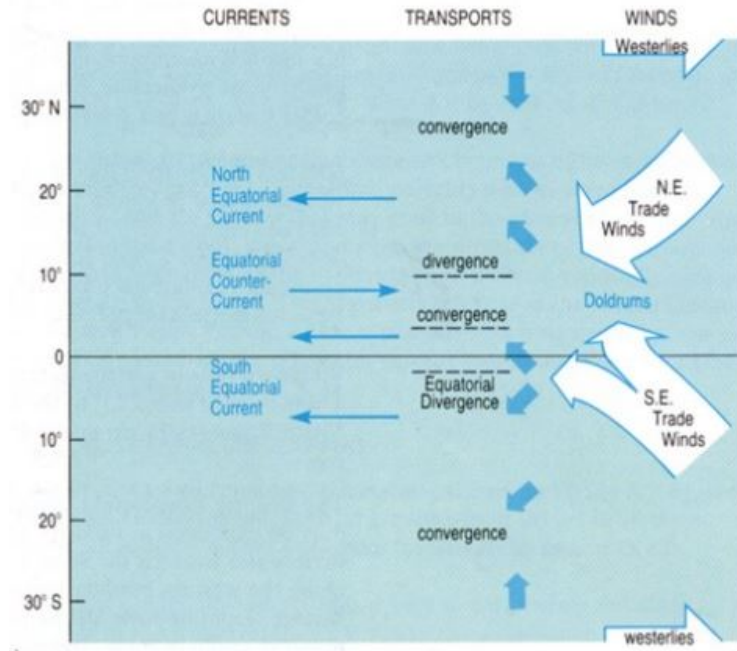 CURRENTS
TRANSPORTS
WINDS
Westerlies
30° N
convergence
20°
North
Equatorial
Current
N.E.
Trade
Winds
10°
Equatorial
Counter-
Current
divergence
Doldrums
convergence
0
South
Equatorial
Current
Equatorial
Divergence
S.E.
Trade
Winds
10°
20°
convergence
30° S
westerlies